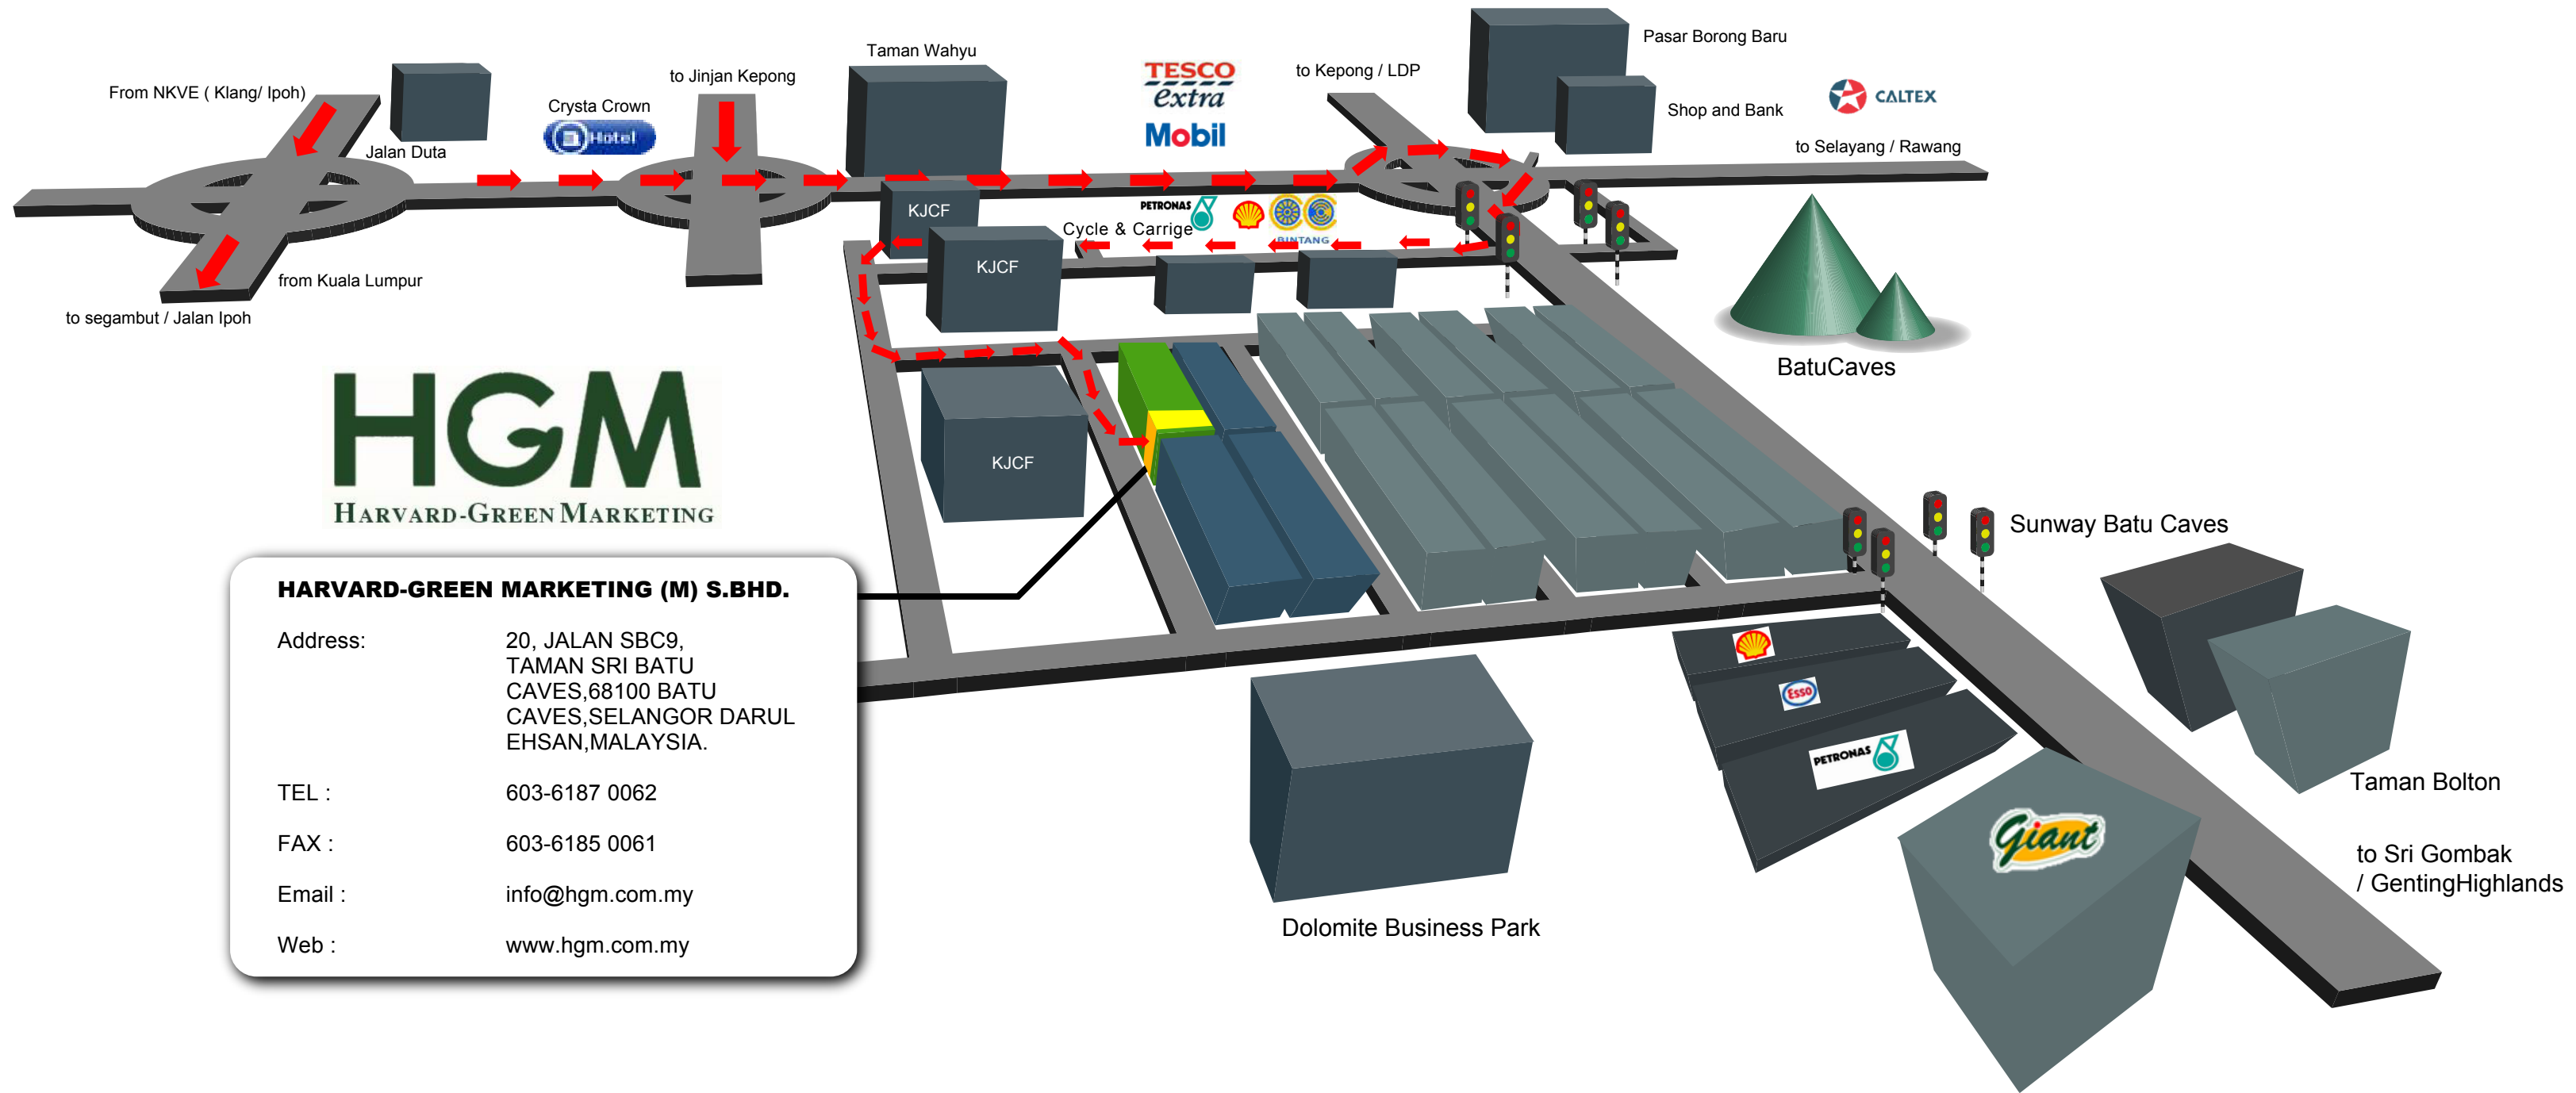 Pasar Borong Baru
Taman Wahyu
to Kepong / LDP
to Jinjan Kepong
TESCO
extra
From NKVE ( Klang/ Ipoh)
Crysta Crown
Hotel
CALTEX
Shop and Bank
Mobil
Jalan Duta
to Selayang / Rawang
KJCF
PETRONAS
Cycle & Carrige
BINTANG
KJCF
from Kuala Lumpur
to segambut / Jalan Ipoh
BatuCaves
HGM
HARVARD-GREEN MARKETING
KJCF
Sunway Batu Caves
HARVARD-GREEN MARKETING (M) S.BHD.
Address:
20, JALAN SBC9,
TAMAN SRI BATU
CAVES,68100 BATU
CAVES,SELANGOR DARUL
EHSAN,MALAYSIA.
TEL :
603-6187 0062
FAX :
603-6185 0061
Email :
info@hgm.com.my
Web :
www.hgm.com.my
Esso
PETRONAS
Taman Bolton
Giant
to Sri Gombak
/ GentingHighlands
Dolomite Business Park